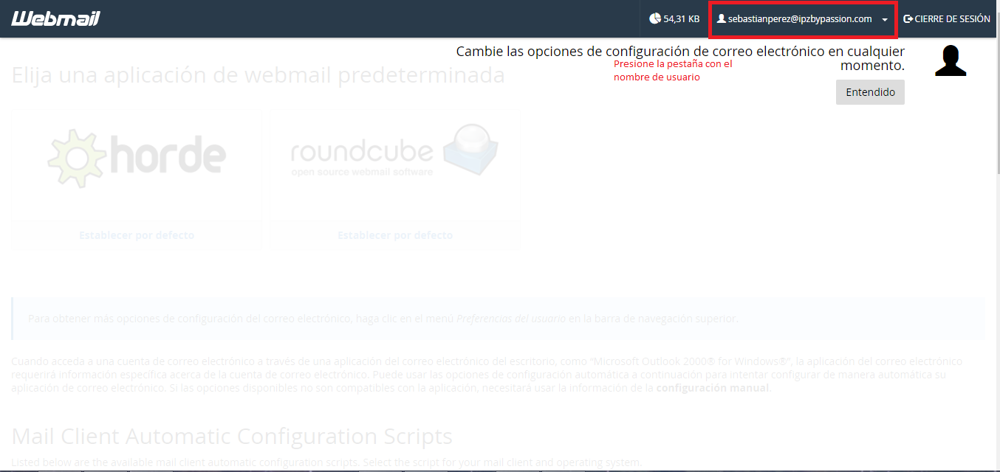 Webmail
54,31 KB
sebastianperez@ipzbypassion.com
CIERRE DE SESIÓN
Cambie las opciones de configuración de correo electrónico en cualquier
momento.
Presione la pestaña con el
nombre de usuario
Entendido
Elija una aplicación de webmail predeterminada
horde
roundcube
open source webmail software
Establecer por defecto
Establecer por defecto
Para obtener más opciones de configuración del correo electrónico, haga clic en el menú Preferencias del usuario en la barra de navegación superior.
Cuando acceda a una cuenta de correo electrónico a través de una aplicación del correo electrónico del escritorio, como “Microsoft Outlook 2000® for Windows®”, la aplicación del correo electrónico
requerirá información específica acerca de la cuenta de correo electrónico. Puede usar las opciones de configuración automática a continuación para intentar configurar de manera automática su
aplicación de correo electrónico. Si las opciones disponibles no son compatibles con la aplicación, necesitará usar la información de la configuración manual.
Mail Client Automatic Configuration Scripts
Listed below are the available mail client automatic configuration scripts. Select the script for your mail client and operating system.